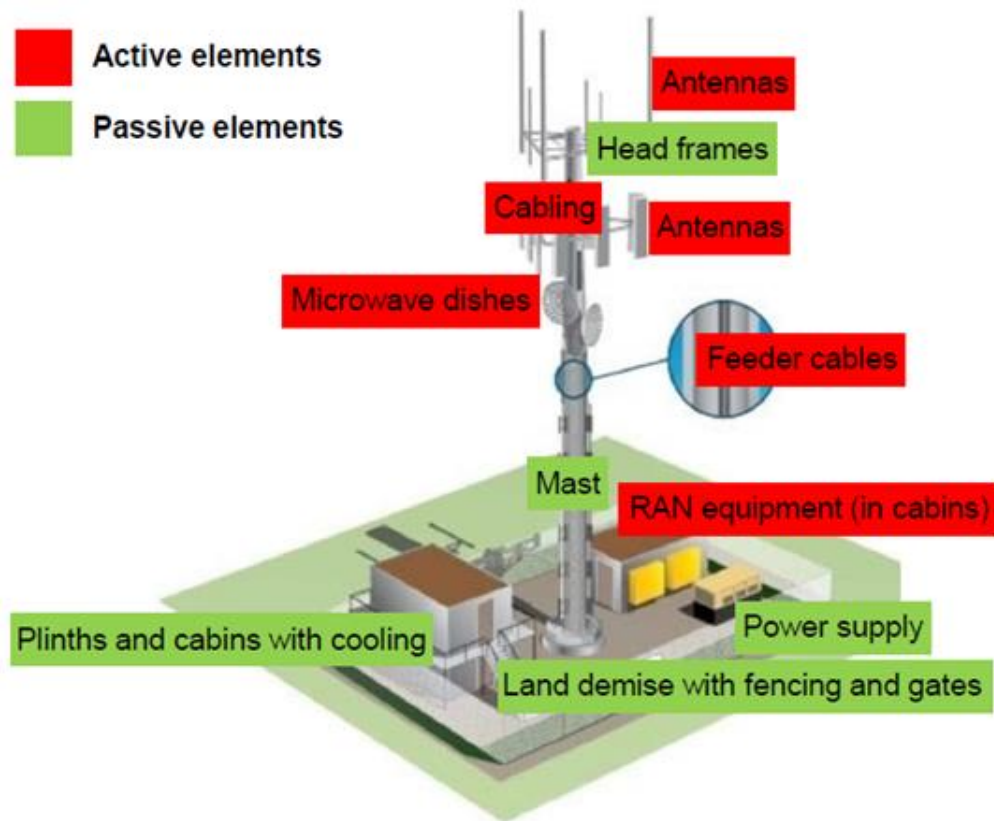 Active elements
Passive elements
Antennas
Head frames
Cabling
Antennas
Microwave dishes
Feeder cables
Mast
RAN equipment (in cabins)
Plinths and cabins with cooling
Power supply
Land demise with fencing and gates